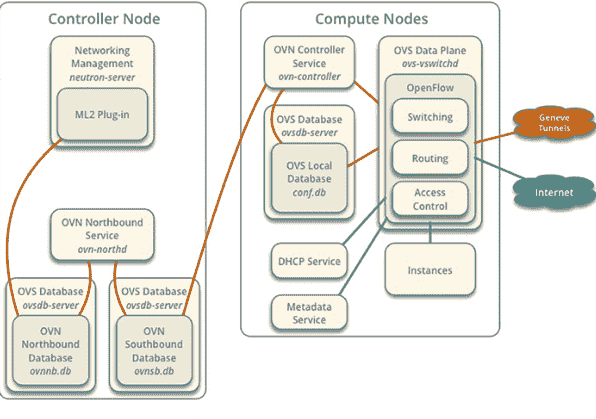 Controller Node
Networking
Management
neutron-server
ML2 Plug-in
OVN Northbound
Service
ovn-northd
OVS Database
ovsdb-server
OVN
Northbound
Database
ovnnb.db
OVS Database
ovsdb-server
OVN
Southbound
Database
ovnsb.db
Compute Nodes
OVN Controller
Service
ovn-controller
OVS Database
ovsdb-server
OVS Local
Database
conf.db
DHCP Service
Metadata
Service
OVS Data Plane
ovs-vswitchd
OpenFlow
Switching
Routing
Access
Control
Instances
Geneve
Tunnels
Internet